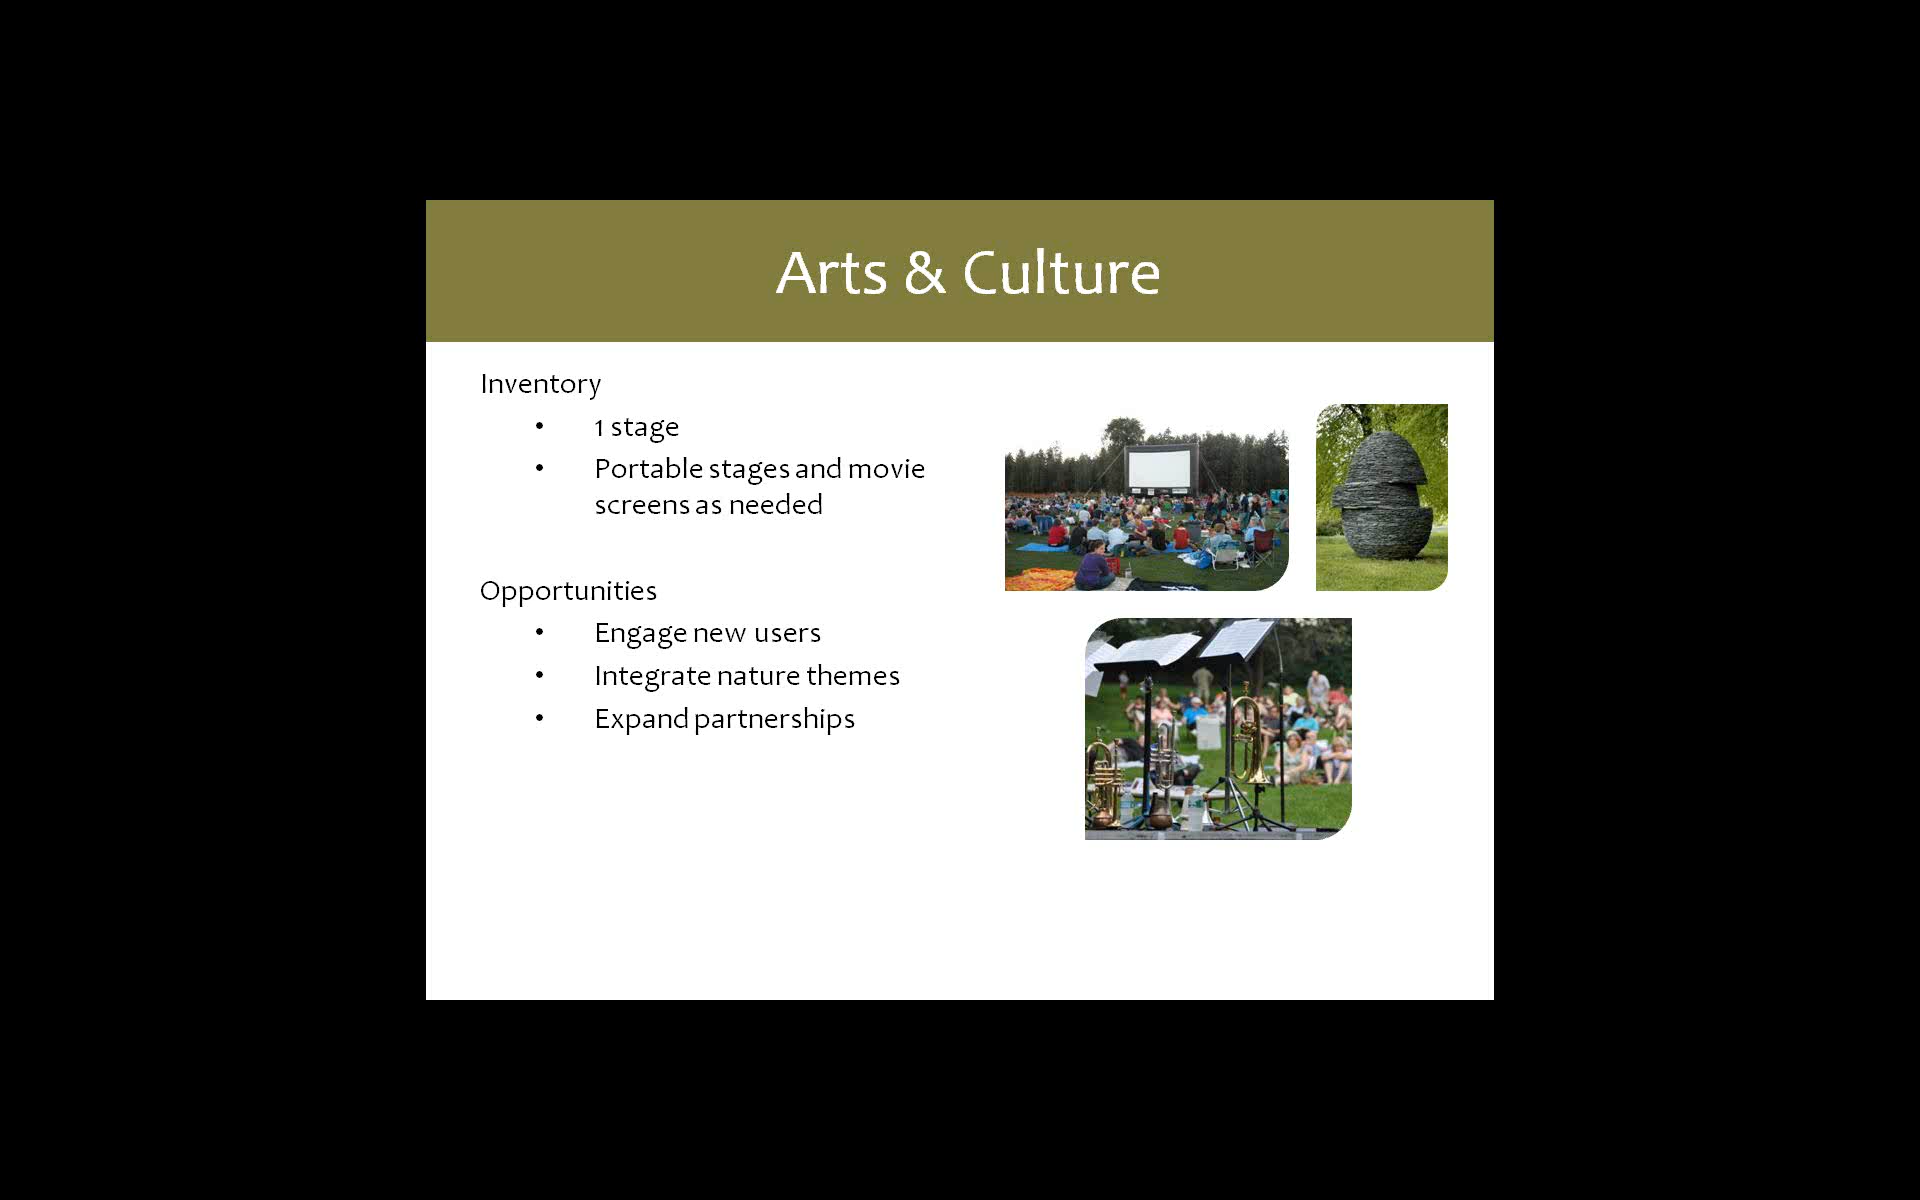 Arts & Culture
Inventory
• 1 stage
• Portable stages and movie
screens as needed
Opportunities
• Engage new users
• Integrate nature themes
• Expand partnerships